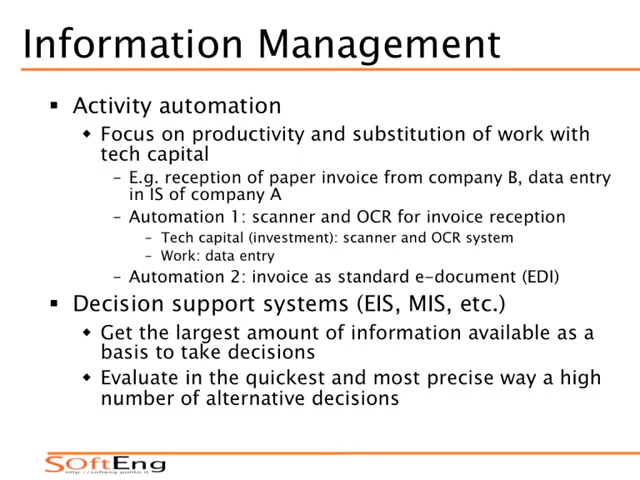 Information Management
▪ Activity automation
◆ Focus on productivity and substitution of work with
tech capital
– E.g. reception of paper invoice from company B, data entry
in IS of company A
– Automation 1: scanner and OCR for invoice reception
– Tech capital (investment): scanner and OCR system
– Work: data entry
– Automation 2: invoice as standard e-document (EDI)
▪ Decision support systems (EIS, MIS, etc.)
◆ Get the largest amount of information available as a
basis to take decisions
◆ Evaluate in the quickest and most precise way a high
number of alternative decisions
SOftEng
http://softeng.polito.it